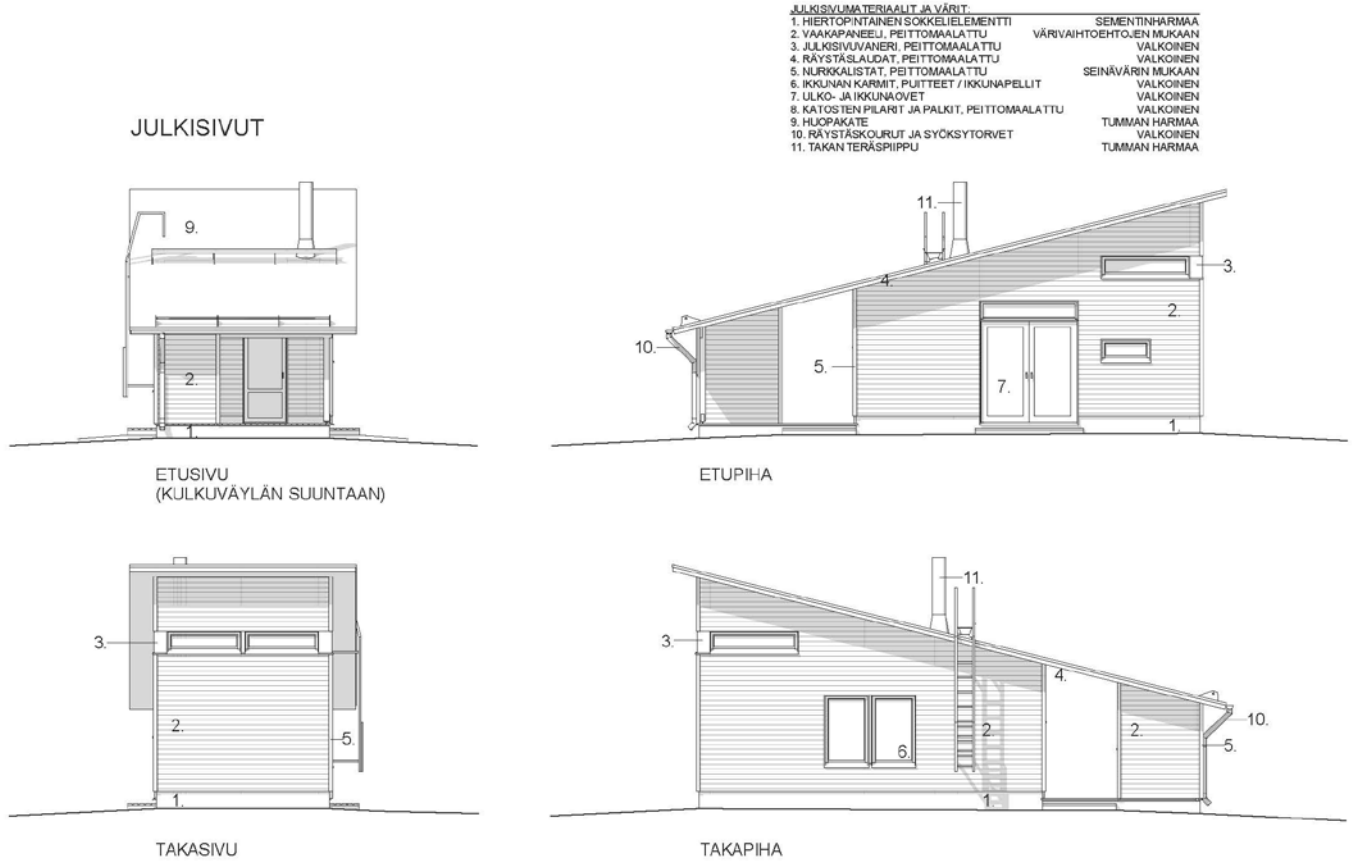 JULKISIVUMATERIAALIT JA VÄRIT:
1. HIERTOPINTAINEN SOKKELIELEMENTTI SEMENTINHARMAA
2. VAAKAPANEELI, PEITTOMAALATTU VÄRIVAIHTOEHTOJEN MUKAAN
3. JULKISIVUVANERI, PEITTOMAALATTU VALKOINEN
4. RÄYSTÄSLAUDAT, PEITTOMAALATTU VALKOINEN
5. NURKKALISTAT, PEITTOMAALATTU SEINÄVÄRIN MUKAAN
6. IKKUNAN KARMIT, PUITTEET / IKKUNAPELLIT VALKOINEN
7. ULKO- JA IKKUNAOVET VALKOINEN
8. KATOSTEN PILARIT JA PALKIT, PEITTOMAALATTU VALKOINEN
9. HUOPAKATE TUMMAN HARMAA
10. RÄYSTÄSKOURUT JA SYÖKSYTORVET VALKOINEN
11. TAKAN TERÄSPIIPPU TUMMAN HARMAA
JULKISIVUT
9.
2.
1.
ETUSIVU
(KULKUVÄYLÄN SUUNTAAN)
11.
3.
4.
2.
10.
5.
7.
1.
ETUPIHA
3.
2.
5.
1.
TAKASIVU
11.
3.
4.
2.
2.
10.
5.
6.
1
TAKAPIHA